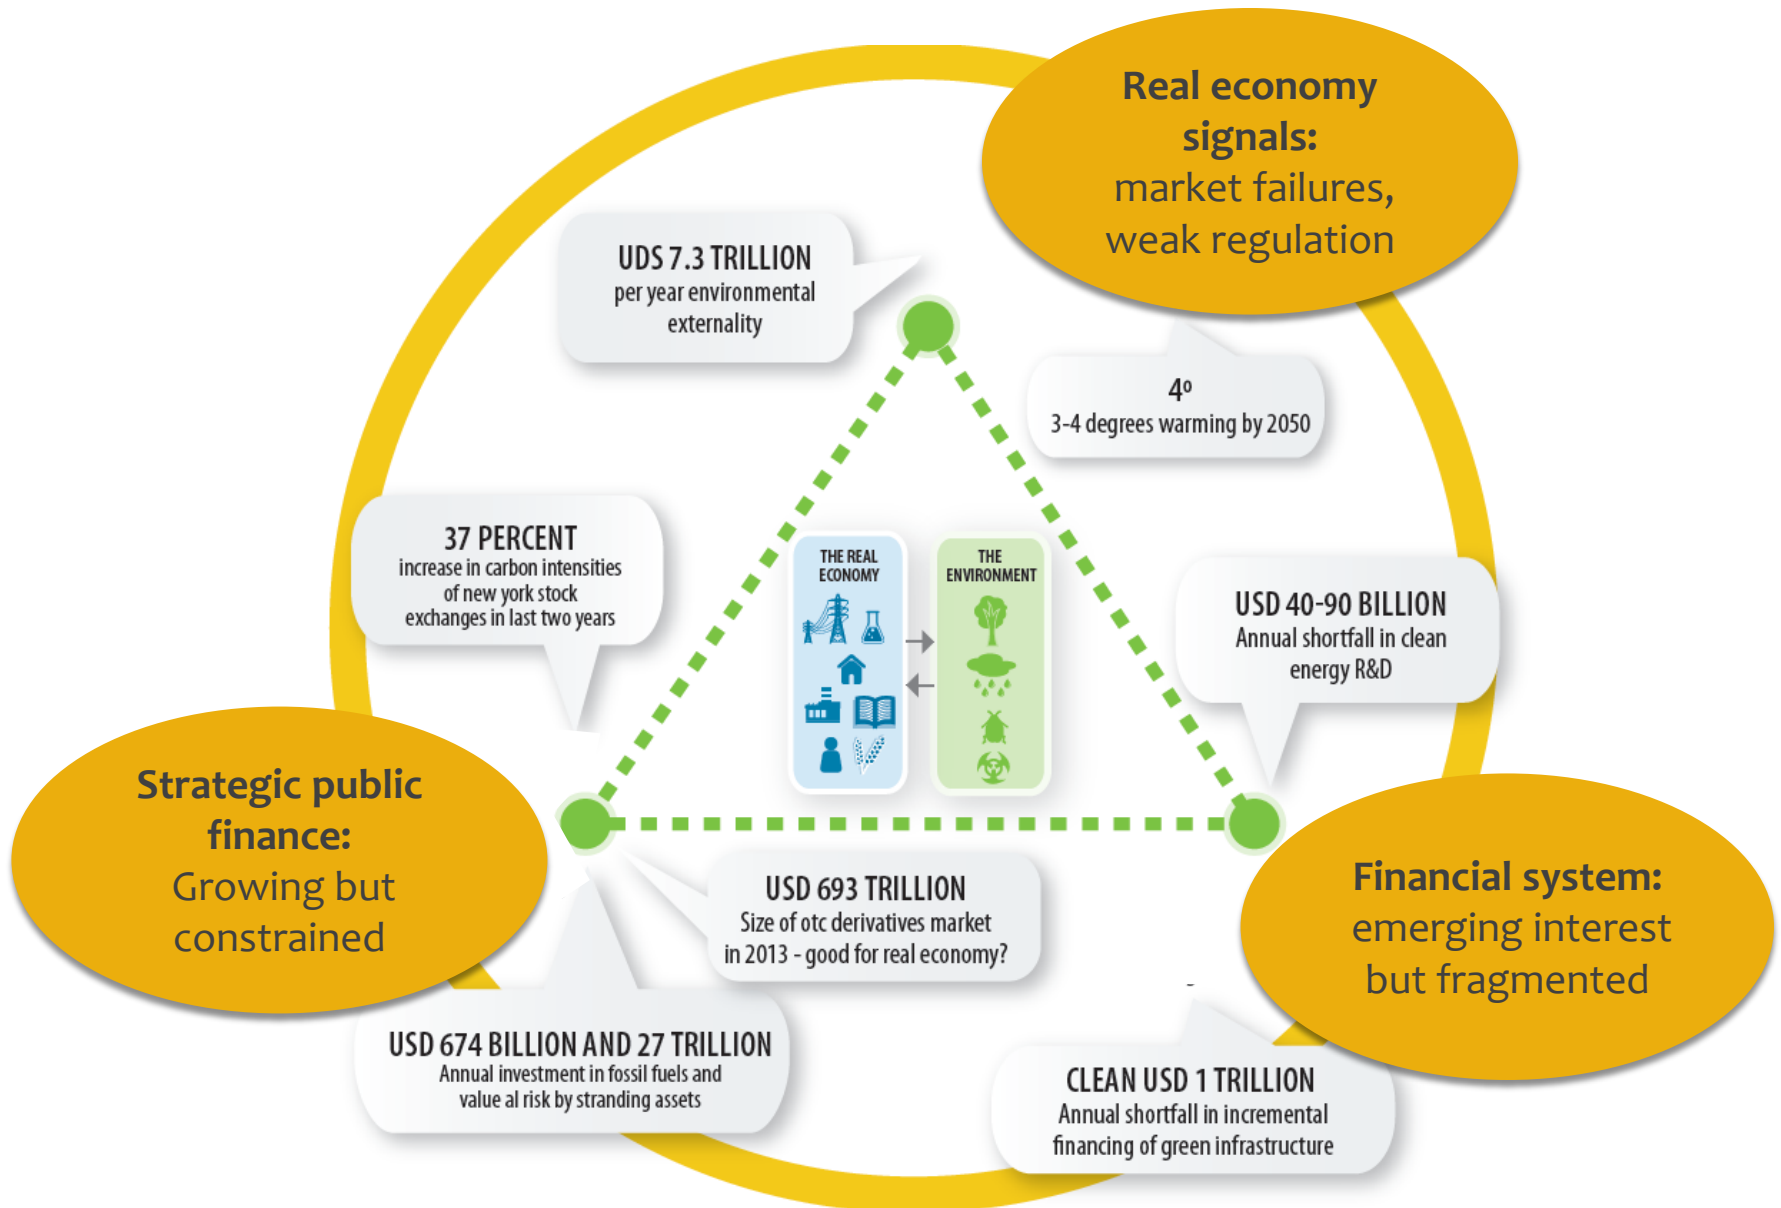 Real economy
signals:
market failures,
weak regulation
UDS 7.3 TRILLION
per year environmental
externality
4º
3-4 degrees warming by 2050
37 PERCENT
increase in carbon intensities
of new york stock
exchanges in last two years
THE REAL
ECONOMY
THE
ENVIRONMENT
USD 40-90 BILLION
Annual shortfall in clean
energy R&D
Strategic public
finance:
Growing but
constrained
USD 693 TRILLION
Size of otc derivatives market
in 2013 - good for real economy?
Financial system:
emerging interest
but fragmented
USD 674 BILLION AND 27 TRILLION
Annual investment in fossil fuels and
value al risk by stranding assets
CLEAN USD 1 TRILLION
Annual shortfall in incremental
financing of green infrastructure